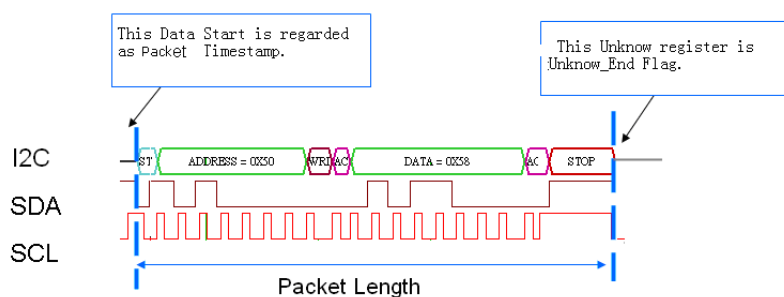 This Data Start is regarded
as Packet Timestamp.
This Unknow register is
Unknow_End Flag.
I2C
ST
ADDRESS = 0X50
WRI
AC
DATA = 0X58
AC
STOP
SDA
SCL
Packet Length